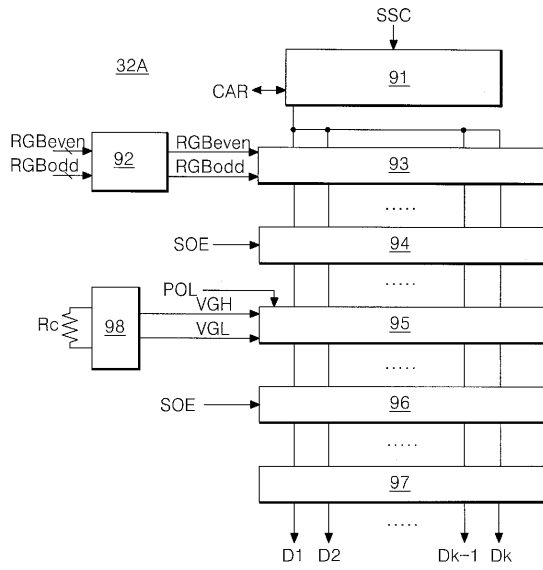 SSC
32A
91
CAR
RGBeven
RGBodd
92
RGBeven
RGBodd
93
.....
SOE
94
.....
POL
Rc
98
VGH
VGL
95
.....
SOE
96
.....
97
.....
D1 D2 Dk-1 Dk